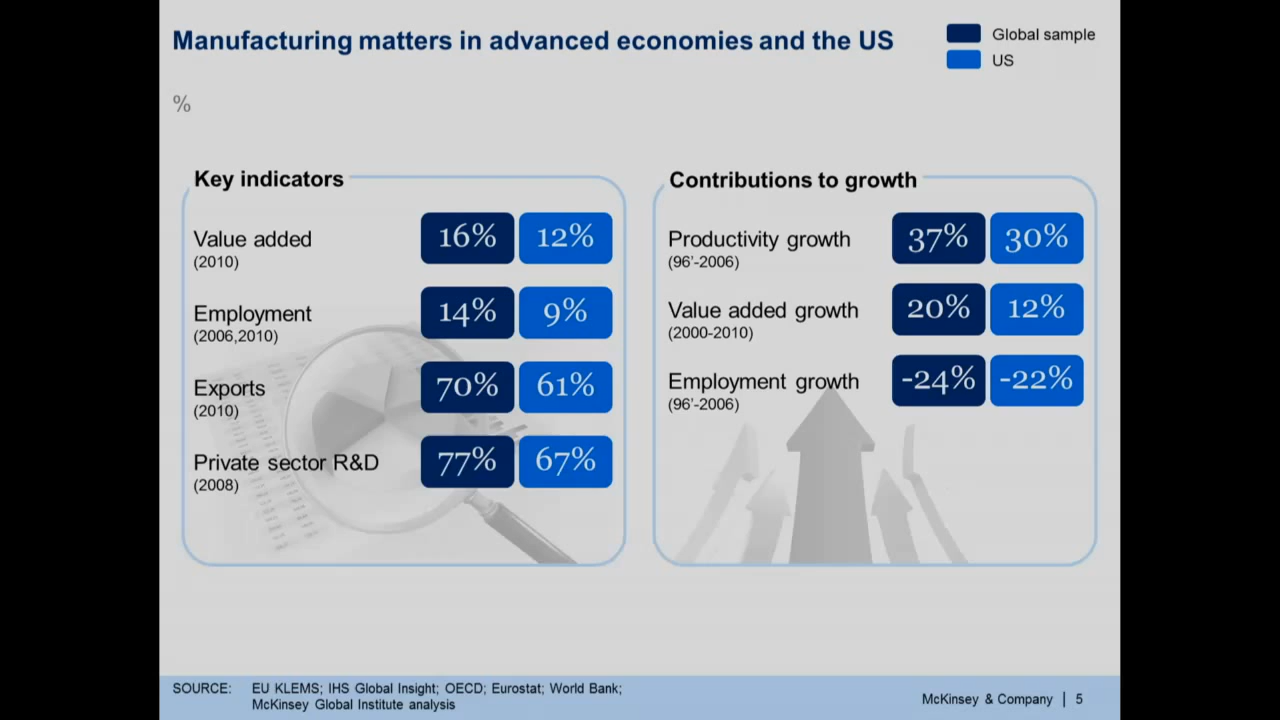 Manufacturing matters in advanced economies and the US
Global sample
US
%
Key indicators
Value added
(2010)
16%
12%
Employment
(2006,2010)
14%
9%
Exports
(2010)
70%
61%
Private sector R&D
(2008)
77%
67%
Contributions to growth
Productivity growth
(96’-2006)
37%
30%
Value added growth
(2000-2010)
20%
12%
Employment growth
(96’-2006)
-24%
-22%
SOURCE: EU KLEMS; IHS Global Insight; OECD; Eurostat; World Bank;
McKinsey Global Institute analysis
McKinsey & Company | 5